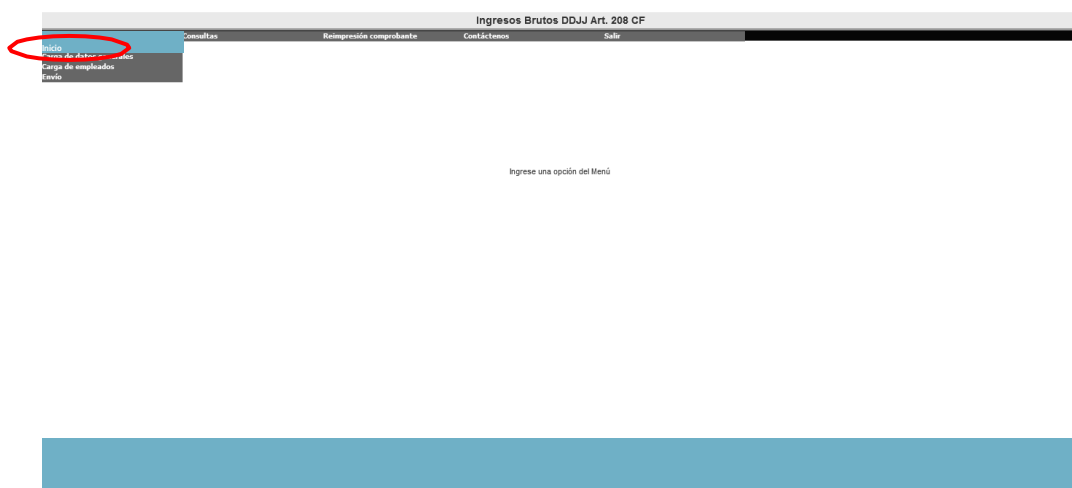 Ingresos Brutos DDJJ Art. 208 CF
Consultas Reimpresión comprobante Contáctenos Salir
Inicio
Carga de datos generales
Carga de empleados
Envío
Ingrese una opción del Menú